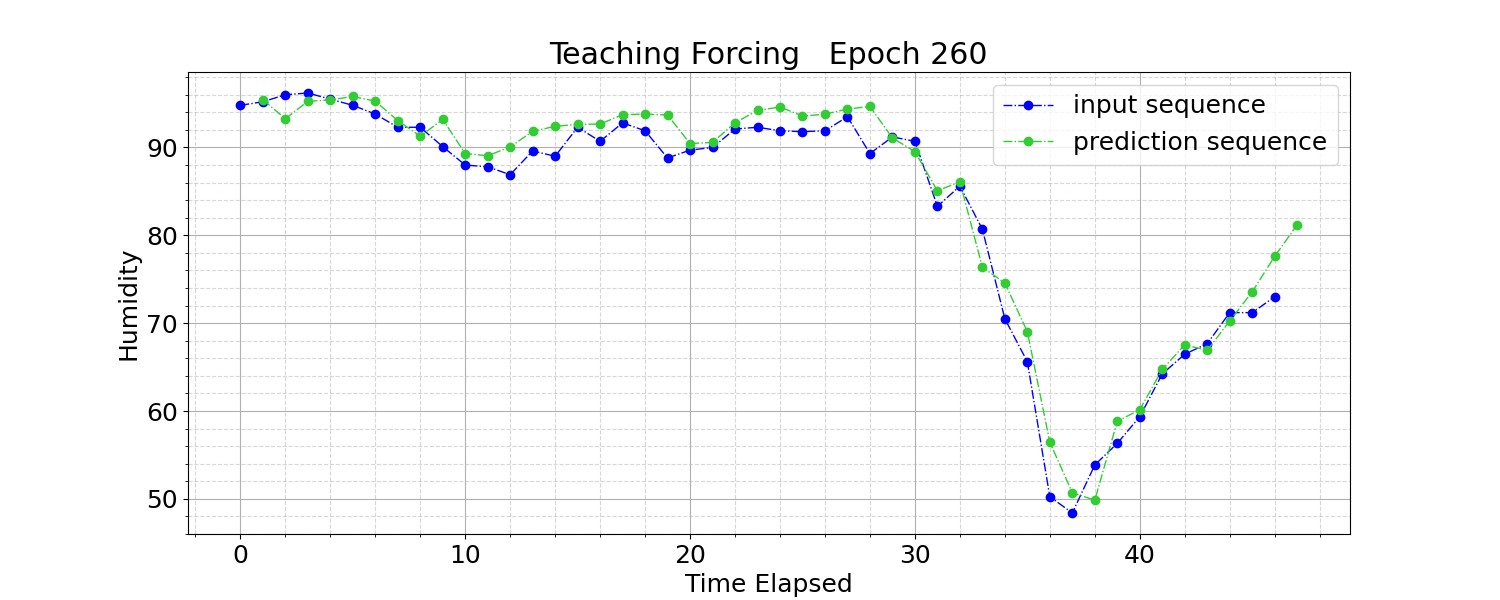 Teaching Forcing   Epoch 260
input sequence
prediction sequence
Humidity
90
80
70
60
50
0 10 20 30 40
Time Elapsed